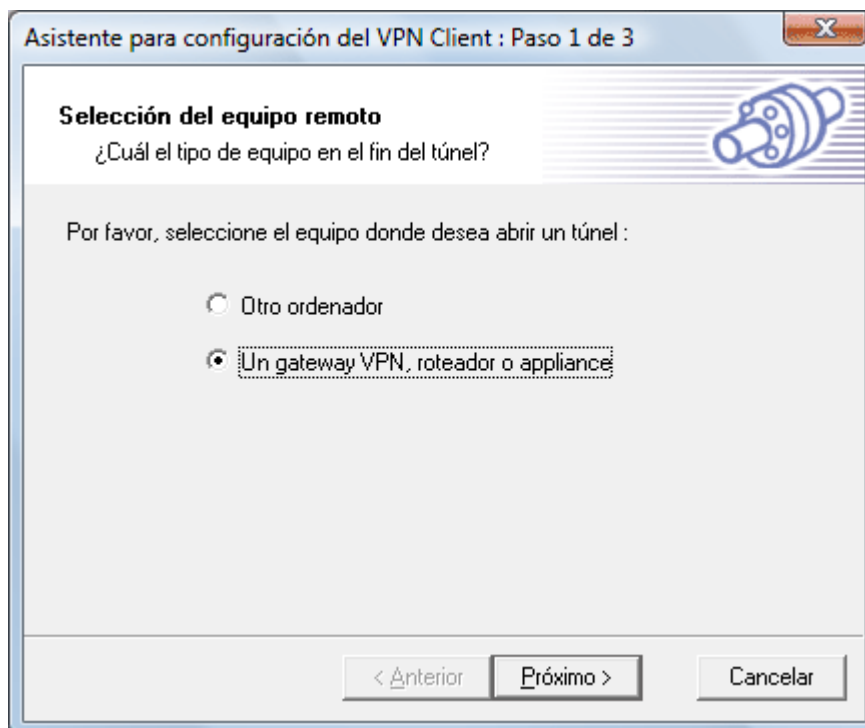 Asistente para configuración del VPN Client : Paso 1 de 3
Selección del equipo remoto
¿Cuál el tipo de equipo en el fin del túnel?
Por favor, seleccione el equipo donde desea abrir un túnel :
Otro ordenador
Un gateway VPN, roteador o appliance
< Anterior
Próximo >
Cancelar